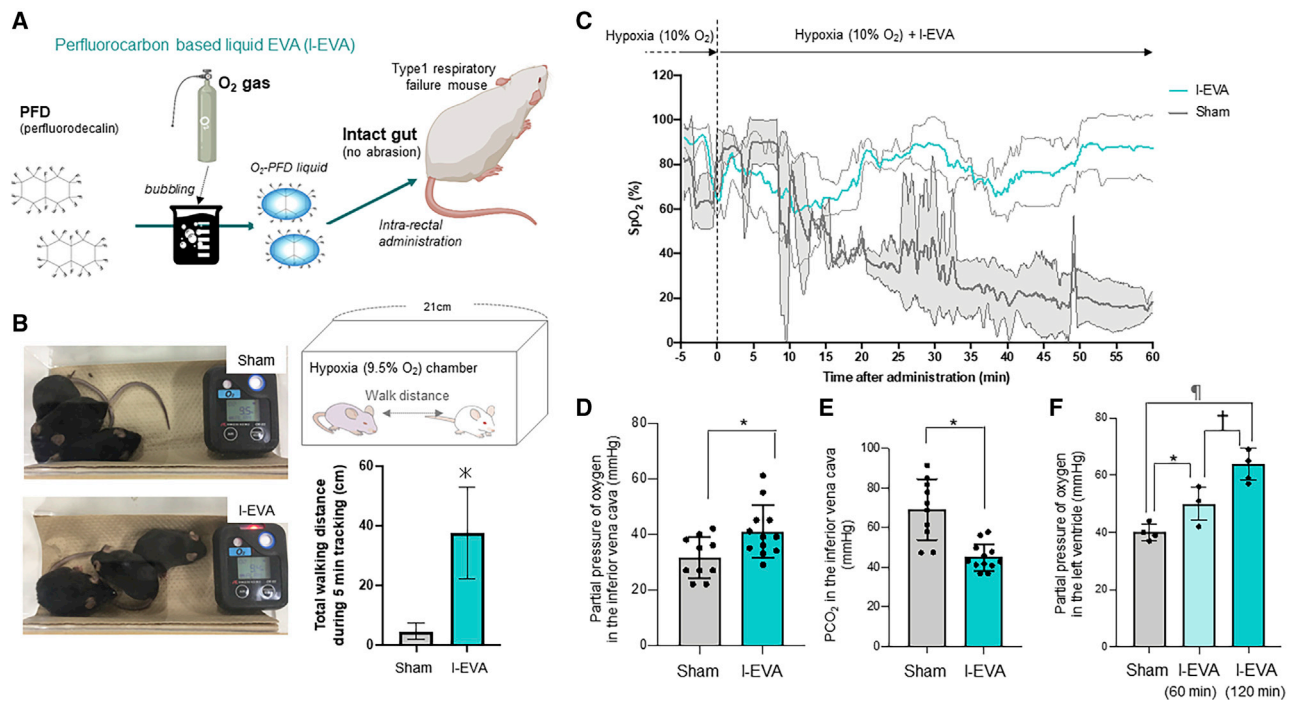 A
Perfluorocarbon based liquid EVA (l-EVA)
O₂ gas
PFD
(perfluorodecalin)
bubbling
O₂-PFD liquid
Type1 respiratory
failure mouse
Intact gut
(no abrasion)
Intra-rectal
administration
B
Sham
O₂
9.5
l-EVA
O₂
21cm
Hypoxia (9.5% O₂) chamber
Walk distance
Total walking distance
during 5 min tracking (cm)
60
40
20
0
*
Sham
l-EVA
C
Hypoxia (10% O₂)
Hypoxia (10% O₂) + l-EVA
l-EVA
Sham
SpO₂ (%)
120
100
80
60
40
20
0
-5 0 5 10 15 20 25 30 35 40 45 50 55 60
Time after administration (min)
D
Partial pressure of oxygen
in the inferior vena cava (mmHg)
80
60
40
20
0
*
Sham
l-EVA
E
PCO₂ in the inferior vena cava
(mmHg)
100
80
60
40
20
0
*
Sham
l-EVA
F
Partial pressure of oxygen
in the left ventricle (mmHg)
80
60
40
20
0
¶
†
*
Sham
l-EVA
(60 min)
l-EVA
(120 min)